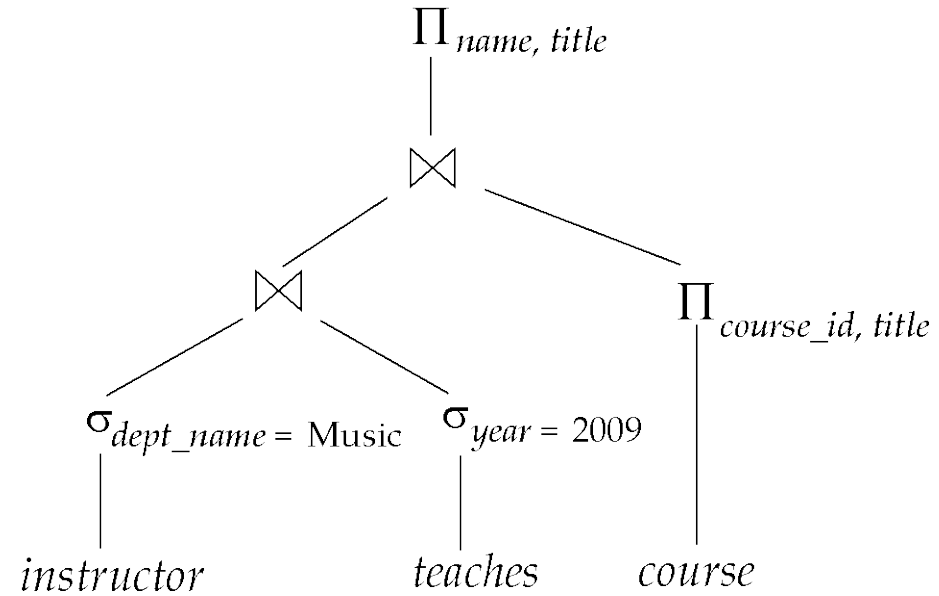 ∏ name, title
⋈
⋈
∏ course_id, title
σ dept_name = Music
σ year = 2009
instructor
teaches
course